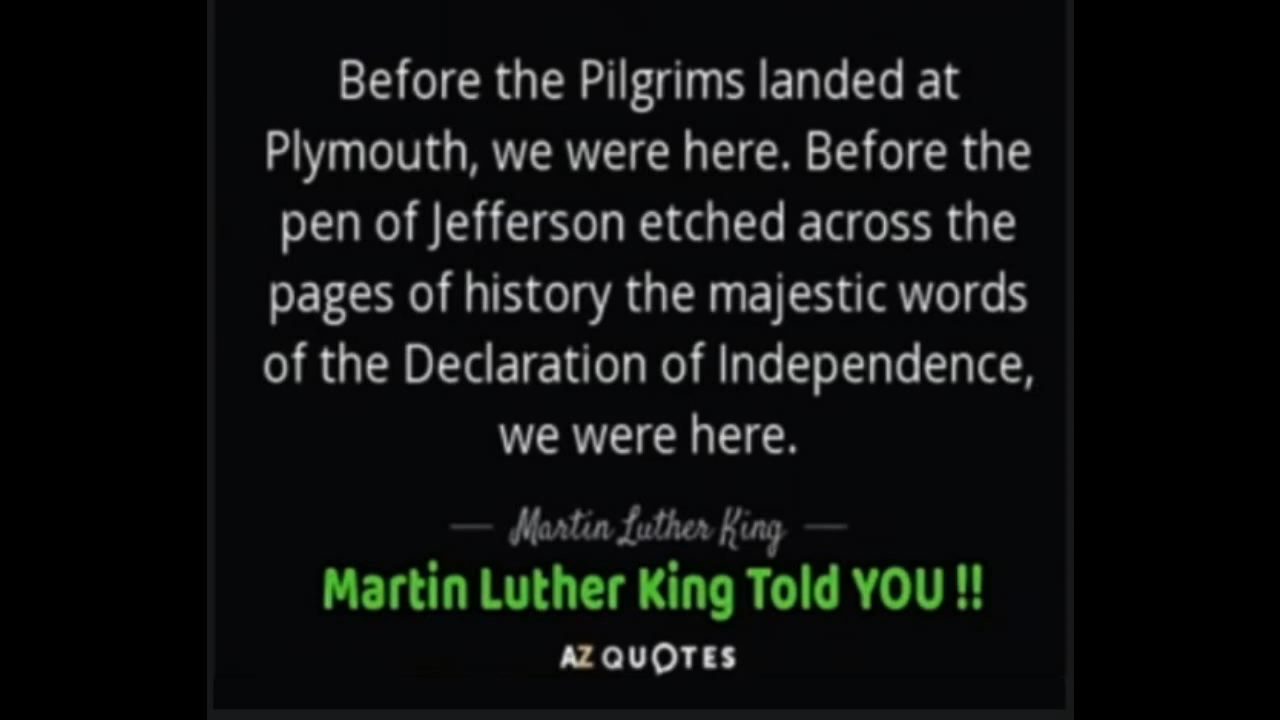 Before the Pilgrims landed at
Plymouth, we were here. Before the
pen of Jefferson etched across the
pages of history the majestic words
of the Declaration of Independence,
we were here.
— Martin Luther King —
Martin Luther King Told YOU !!
AZ QUOTES